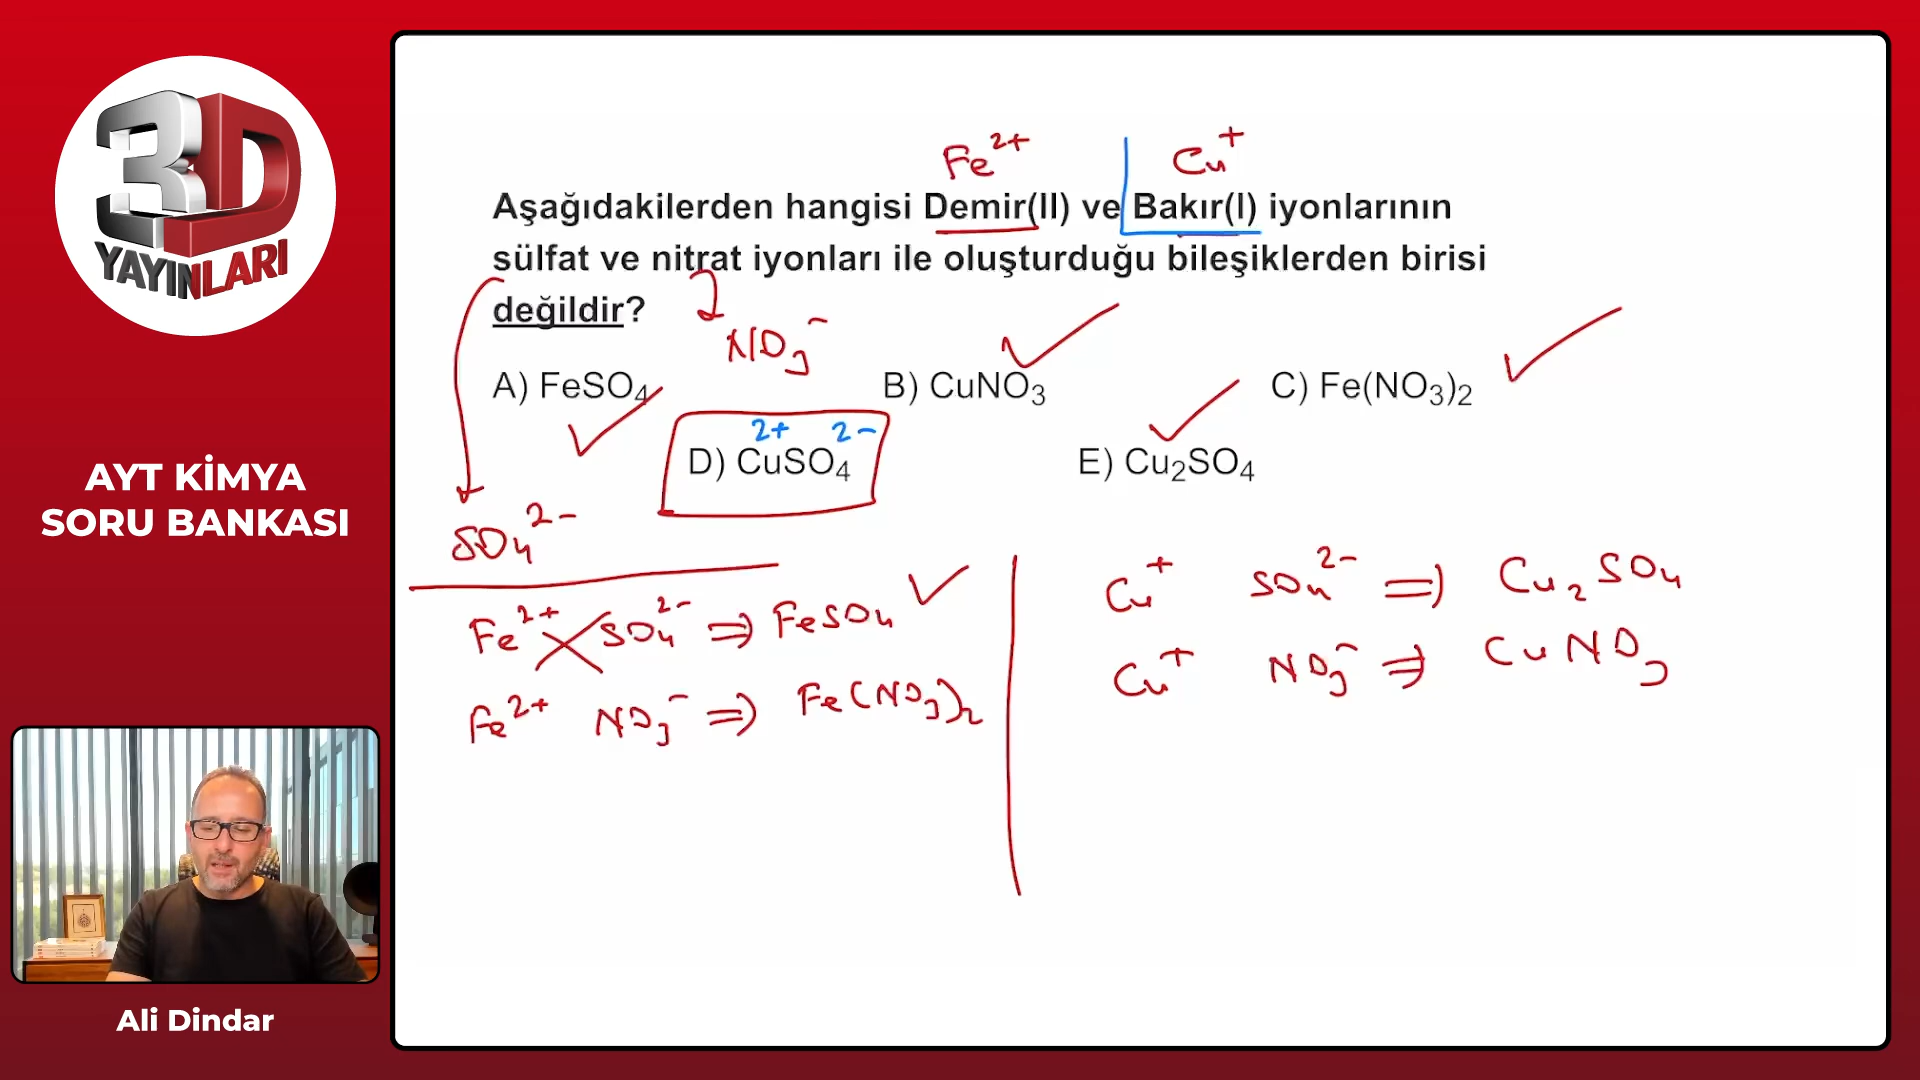 3D
YAYINLARI
AYT KİMYA
SORU BANKASI
Ali Dindar
Fe²⁺ Cu⁺
Aşağıdakilerden hangisi Demir(II) ve Bakır(I) iyonlarının
sülfat ve nitrat iyonları ile oluşturduğu bileşiklerden birisi
değildir?
NO₃⁻
A) FeSO₄ B) CuNO₃ C) Fe(NO₃)₂
2+ 2-
D) CuSO₄ E) Cu₂SO₄
SO₄²⁻
Fe²⁺ SO₄²⁻ ⇒ FeSO₄
Fe²⁺ NO₃⁻ ⇒ Fe(NO₃)₂
Cu⁺ SO₄²⁻ ⇒ Cu₂SO₄
Cu⁺ NO₃⁻ ⇒ CuNO₃